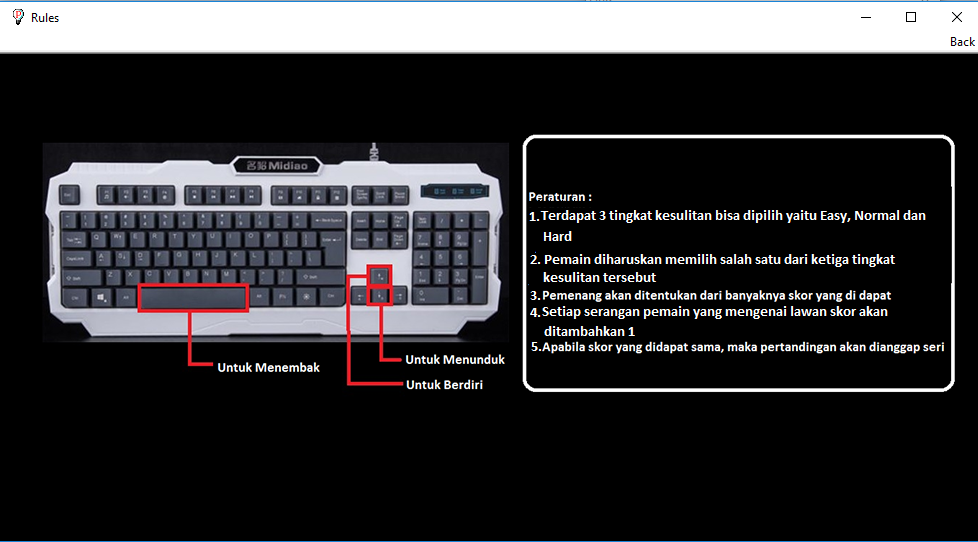 Rules
Back
Midiao
Peraturan :
1.Terdapat 3 tingkat kesulitan bisa dipilih yaitu Easy, Normal dan
Hard
2. Pemain diharuskan memilih salah satu dari ketiga tingkat
kesulitan tersebut
3. Pemenang akan ditentukan dari banyaknya skor yang di dapat
4.Setiap serangan pemain yang mengenai lawan skor akan
ditambahkan 1
5.Apabila skor yang didapat sama, maka pertandingan akan dianggap seri
Untuk Menembak
Untuk Menunduk
Untuk Berdiri